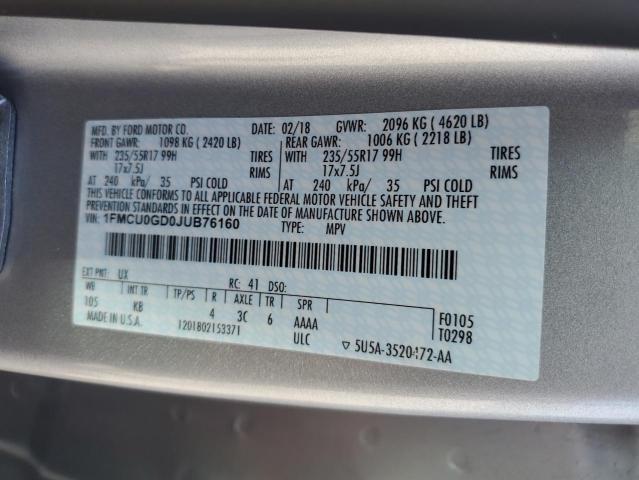 MFD. BY FORD MOTOR CO. DATE: 02/18 GVWR: 2096 KG ( 4620 LB)
FRONT GAWR: 1098 KG ( 2420 LB) REAR GAWR: 1006 KG ( 2218 LB)
WITH 235/55R17 99H TIRES WITH 235/55R17 99H TIRES
17x7.5J RIMS 17x7.5J RIMS
AT 240 kPa/ 35 PSI COLD AT 240 kPa/ 35 PSI COLD
THIS VEHICLE CONFORMS TO ALL APPLICABLE FEDERAL MOTOR VEHICLE SAFETY AND THEFT
PREVENTION STANDARDS IN EFFECT ON THE DATE OF MANUFACTURE SHOWN ABOVE.
VIN: 1FMCU0GD0JUB76160 TYPE: MPV
EXT PNT: UX RC: 41 DSO:
WB INT TR TP/PS R AXLE TR SPR
105 KB 4 3C 6 AAAA F0105
MADE IN U.S.A. 1201802153371 ULC T0298
▽ 5U5A-3520472-AA